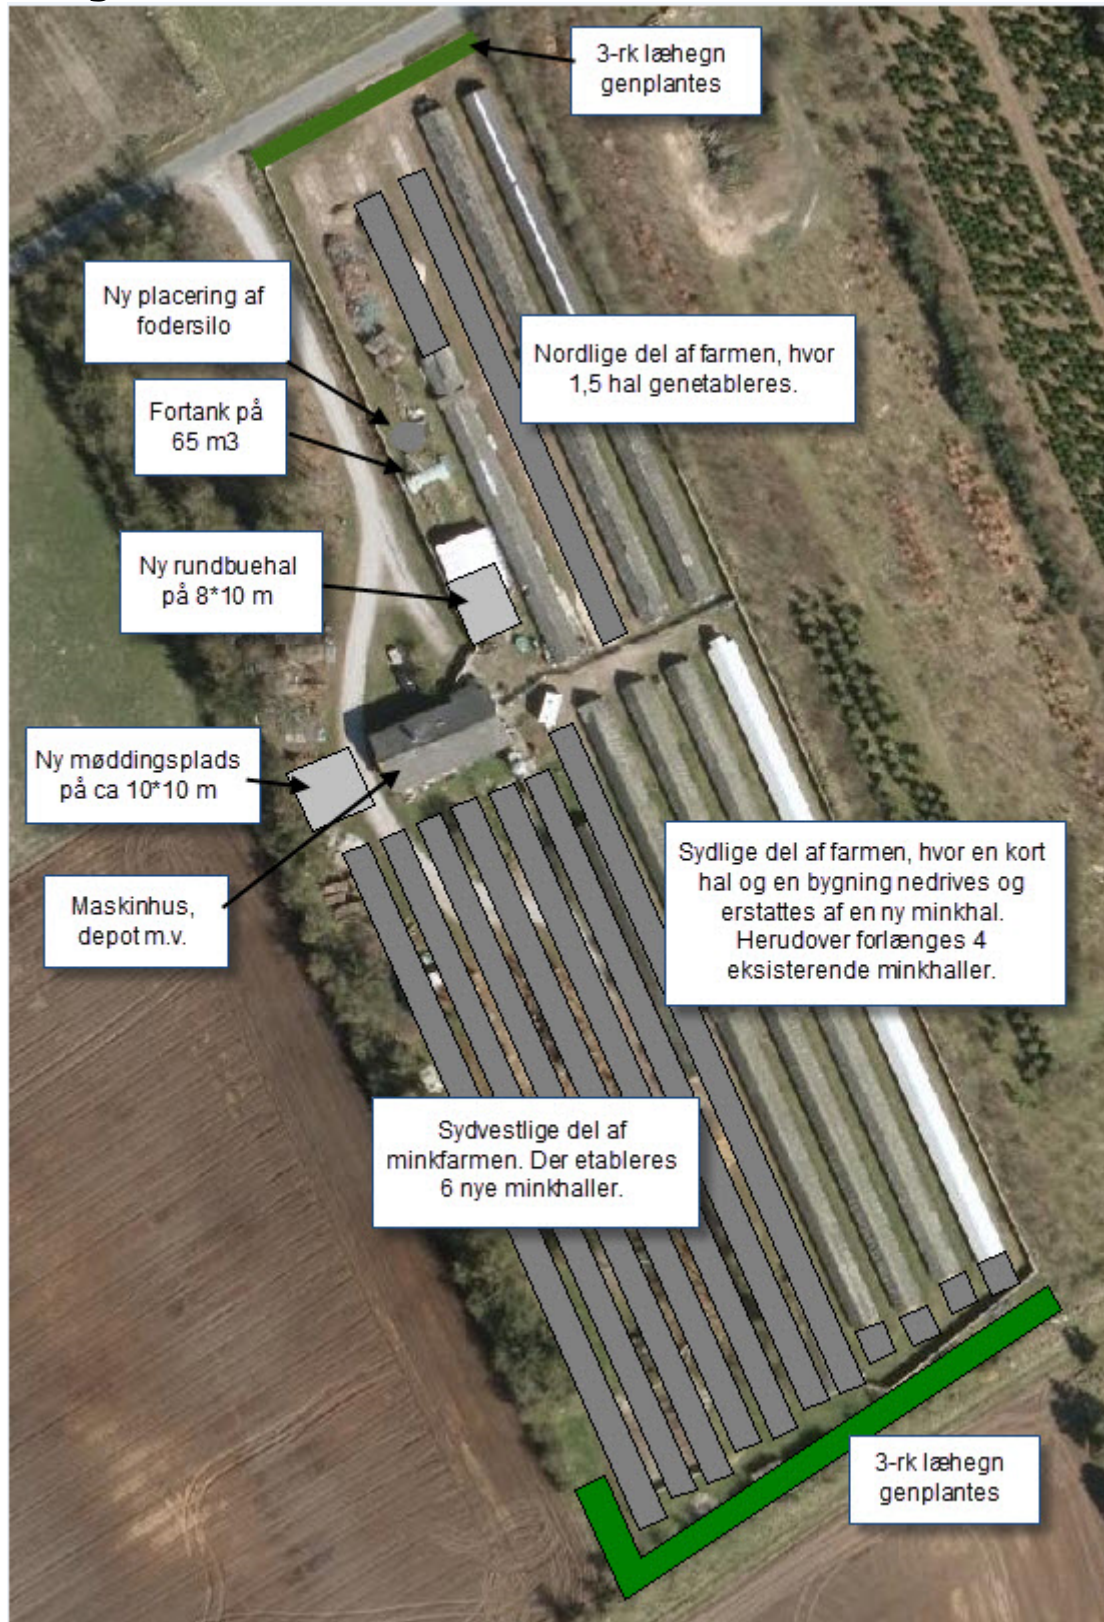 3-rk læhegn
genplantes
Ny placering af
fodersilo
Nordlige del af farmen, hvor
1,5 hal genetableres.
Fortank på
65 m3
Ny rundbuehal
på 8*10 m
Ny møddingsplads
på ca 10*10 m
Maskinhus,
depot m.v.
Sydlige del af farmen, hvor en kort
hal og en bygning nedrives og
erstattes af en ny minkhal.
Herudover forlænges 4
eksisterende minkhaller.
Sydvestlige del af
minkfarmen. Der etableres
6 nye minkhaller.
3-rk læhegn
genplantes